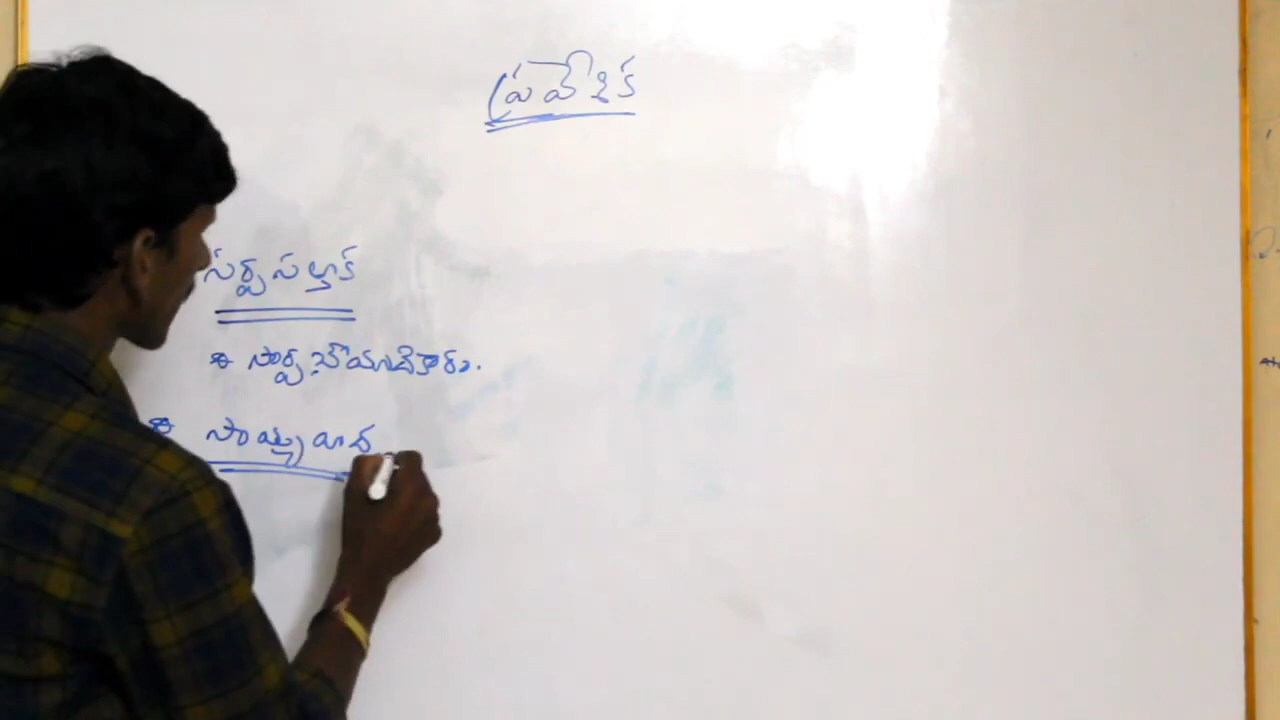 ప్రవేశిక
సర్వసత్తాక
* సార్వభౌమాధికారం.
* సామ్యవాద